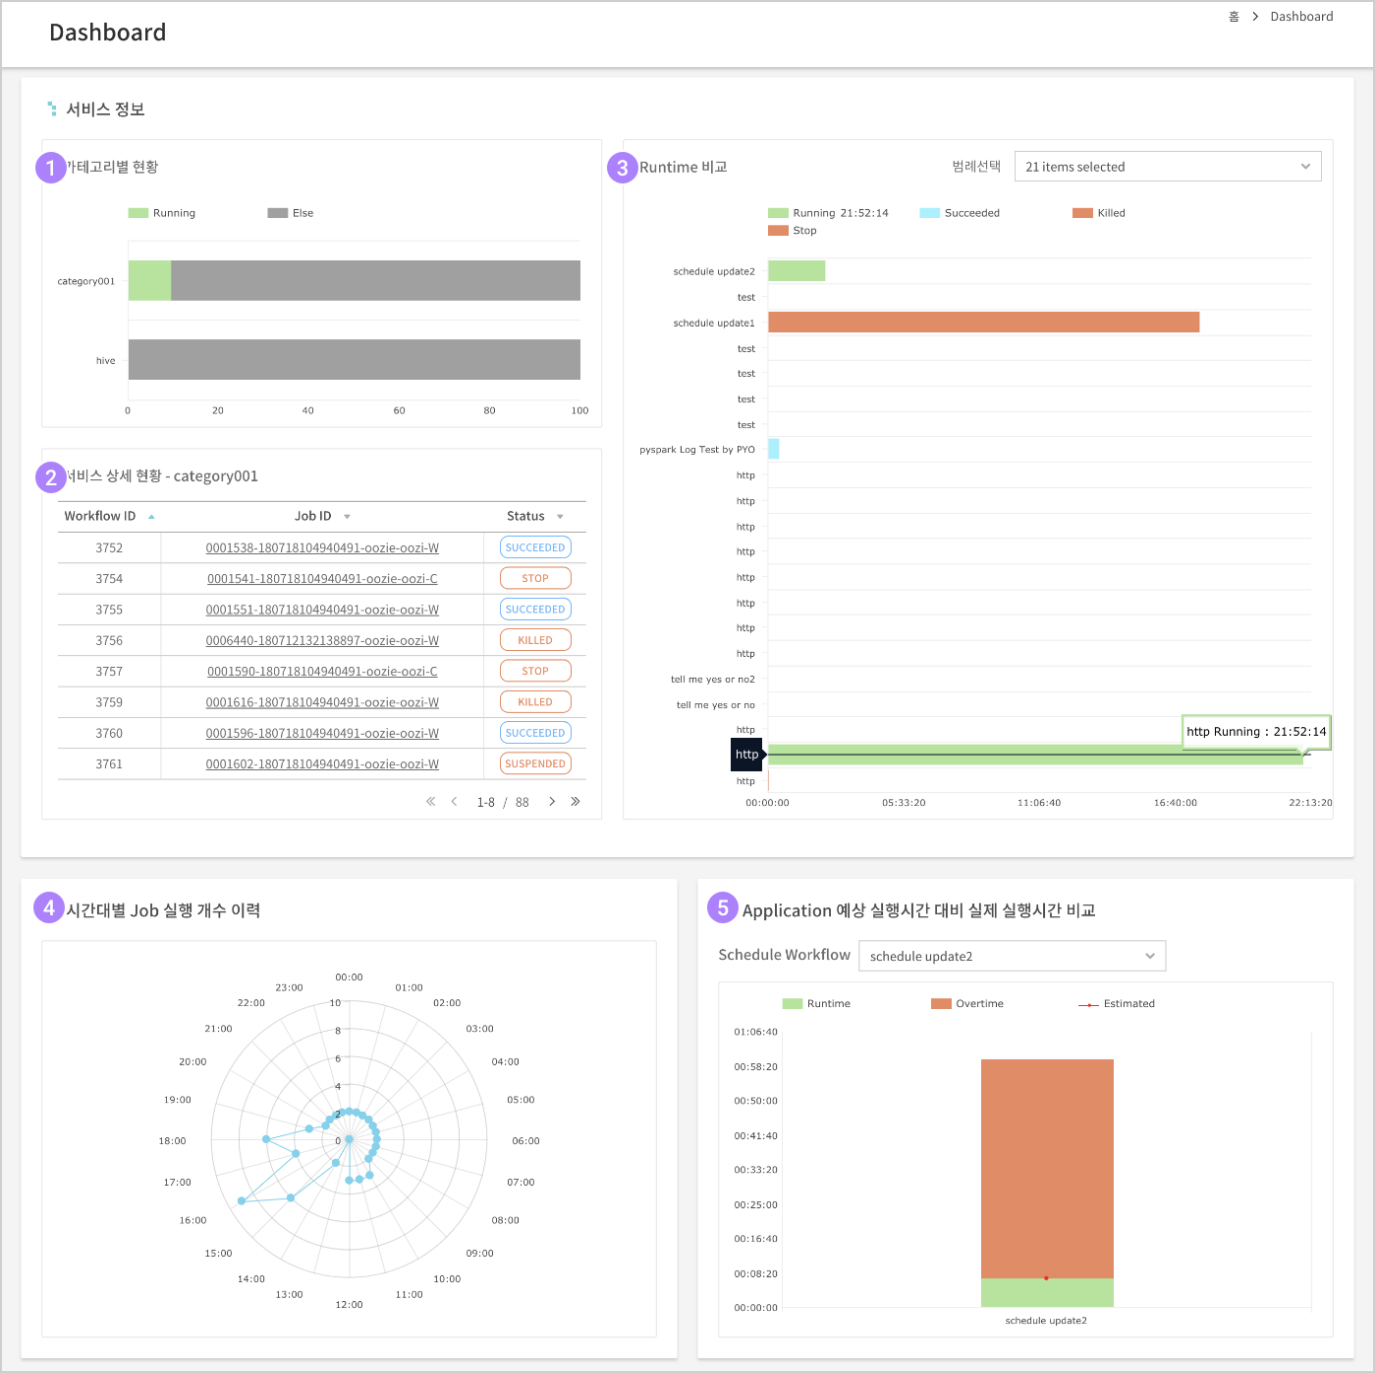 Dashboard
홈 > Dashboard
서비스 정보
1 카테고리별 현황
Running Else
category001
hive
0 20 40 60 80 100
2 서비스 상세 현황 - category001
Workflow ID Job ID Status
3752 0001538-180718104940491-oozie-oozi-W SUCCEEDED
3754 0001541-180718104940491-oozie-oozi-C STOP
3755 0001551-180718104940491-oozie-oozi-W SUCCEEDED
3756 0006440-180712132138897-oozie-oozi-W KILLED
3757 0001590-180718104940491-oozie-oozi-C STOP
3759 0001616-180718104940491-oozie-oozi-W KILLED
3760 0001596-180718104940491-oozie-oozi-W SUCCEEDED
3761 0001602-180718104940491-oozie-oozi-W SUSPENDED
1-8 / 88
3 Runtime 비교
범례선택 21 items selected
Running 21:52:14 Succeeded Killed
Stop
schedule update2
test
schedule update1
test
test
test
test
pyspark Log Test by PYO
http
http
http
http
http
http
http
http
tell me yes or no2
tell me yes or no
http
http Running : 21:52:14
http
http
00:00:00 05:33:20 11:06:40 16:40:00 22:13:20
4 시간대별 Job 실행 개수 이력
00:00
01:00
02:00
03:00
04:00
05:00
06:00
07:00
08:00
09:00
10:00
11:00
12:00
13:00
14:00
15:00
16:00
17:00
18:00
19:00
20:00
21:00
22:00
23:00
10
8
6
4
2
0
5 Application 예상 실행시간 대비 실제 실행시간 비교
Schedule Workflow schedule update2
Runtime Overtime Estimated
01:06:40
00:58:20
00:50:00
00:41:40
00:33:20
00:25:00
00:16:40
00:08:20
00:00:00
schedule update2